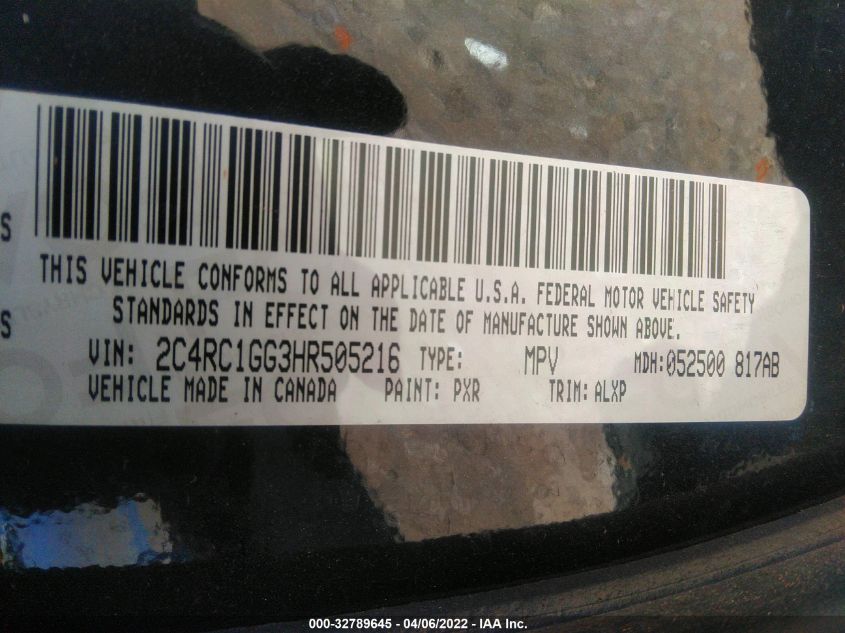 S
THIS VEHICLE CONFORMS TO ALL APPLICABLE U.S.A. FEDERAL MOTOR VEHICLE SAFETY
STANDARDS IN EFFECT ON THE DATE OF MANUFACTURE SHOWN ABOVE.
S
VIN: 2C4RC1GG3HR505216 TYPE: MPV MDH:052500 817AB
VEHICLE MADE IN CANADA PAINT: PXR TRIM: ALXP
000-32789645 - 04/06/2022 - IAA Inc.